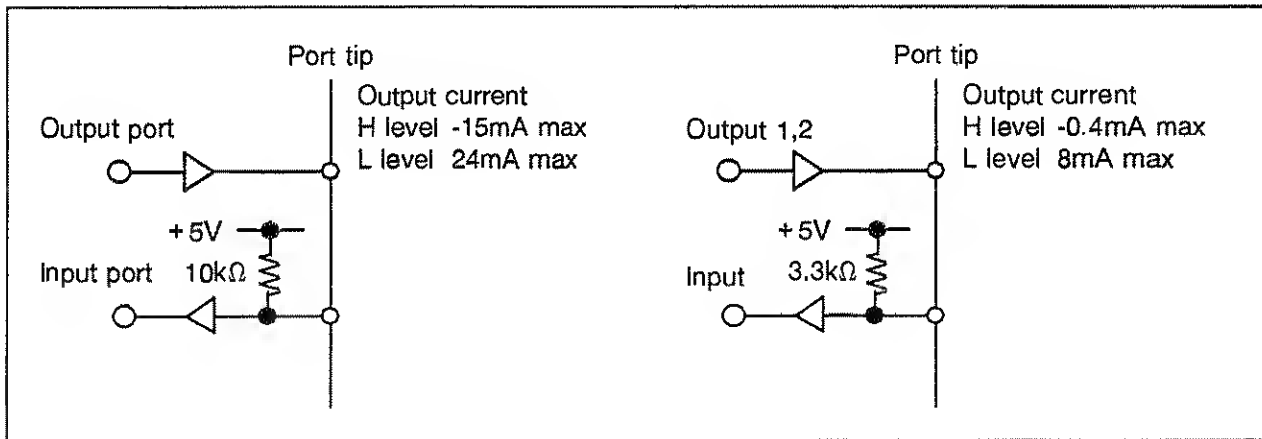 Port tip
Output current
H level -15mA max
L level 24mA max
Output port
+5V
10kΩ
Input port
Port tip
Output current
H level -0.4mA max
L level 8mA max
Output 1,2
+5V
3.3kΩ
Input